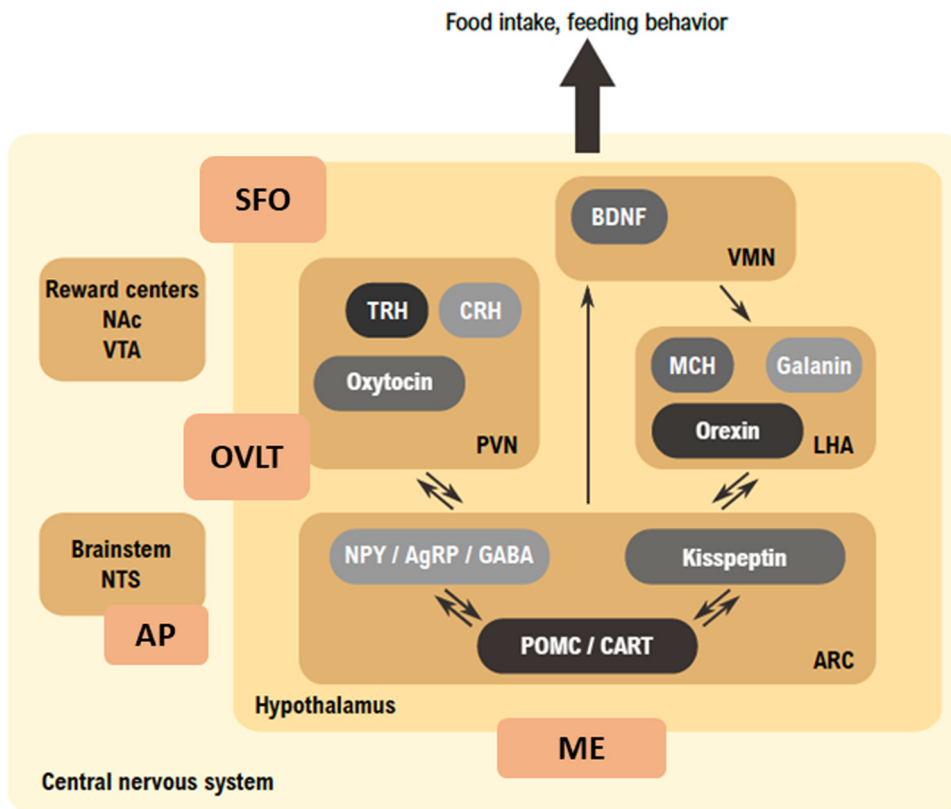 Food intake, feeding behavior
SFO
BDNF
VMN
Reward centers
NAc
VTA
TRH
CRH
Oxytocin
PVN
MCH
Galanin
Orexin
LHA
OVLT
Brainstem
NTS
AP
NPY / AgRP / GABA
Kisspeptin
POMC / CART
ARC
Hypothalamus
ME
Central nervous system